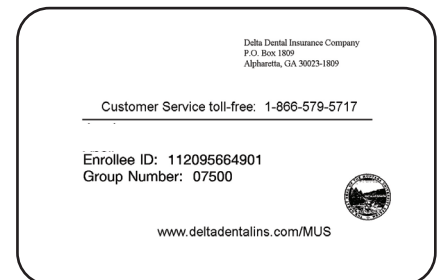 Delta Dental Insurance Company
P.O. Box 1809
Alpharetta, GA 30023-1809
Customer Service toll-free: 1-866-579-5717
Enrollee ID: 112095664901
Group Number: 07500
www.deltadentalins.com/MUS